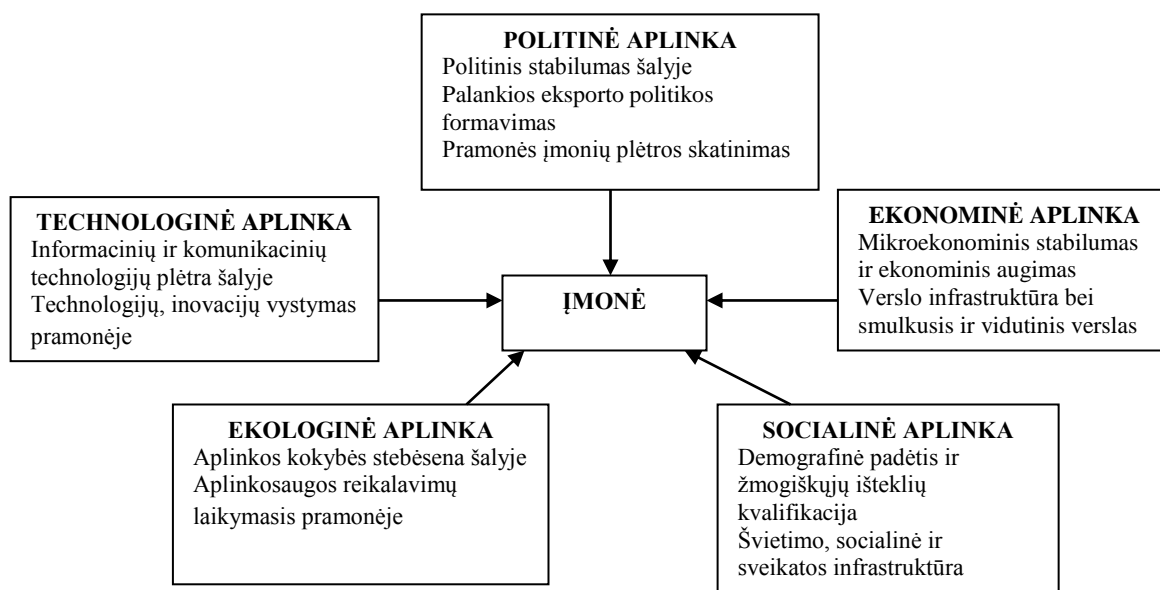 POLITINĖ APLINKA
Politinis stabilumas šalyje
Palankios eksporto politikos
formavimas
Pramonės įmonių plėtros skatinimas
TECHNOLOGINĖ APLINKA
Informacinių ir komunikacinių
technologijų plėtra šalyje
Technologijų, inovacijų vystymas
pramonėje
ĮMONĖ
EKONOMINĖ APLINKA
Mikroekonominis stabilumas
ir ekonominis augimas
Verslo infrastruktūra bei
smulkusis ir vidutinis verslas
EKOLOGINĖ APLINKA
Aplinkos kokybės stebėsena šalyje
Aplinkosaugos reikalavimų
laikymasis pramonėje
SOCIALINĖ APLINKA
Demografinė padėtis ir
žmogiškųjų išteklių
kvalifikacija
Švietimo, socialinė ir
sveikatos infrastruktūra